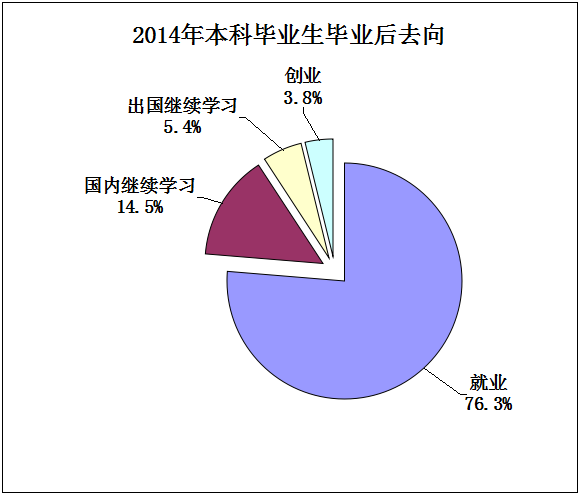 2014年本科毕业生毕业后去向
创业
3.8%
出国继续学习
5.4%
国内继续学习
14.5%
就业
76.3%